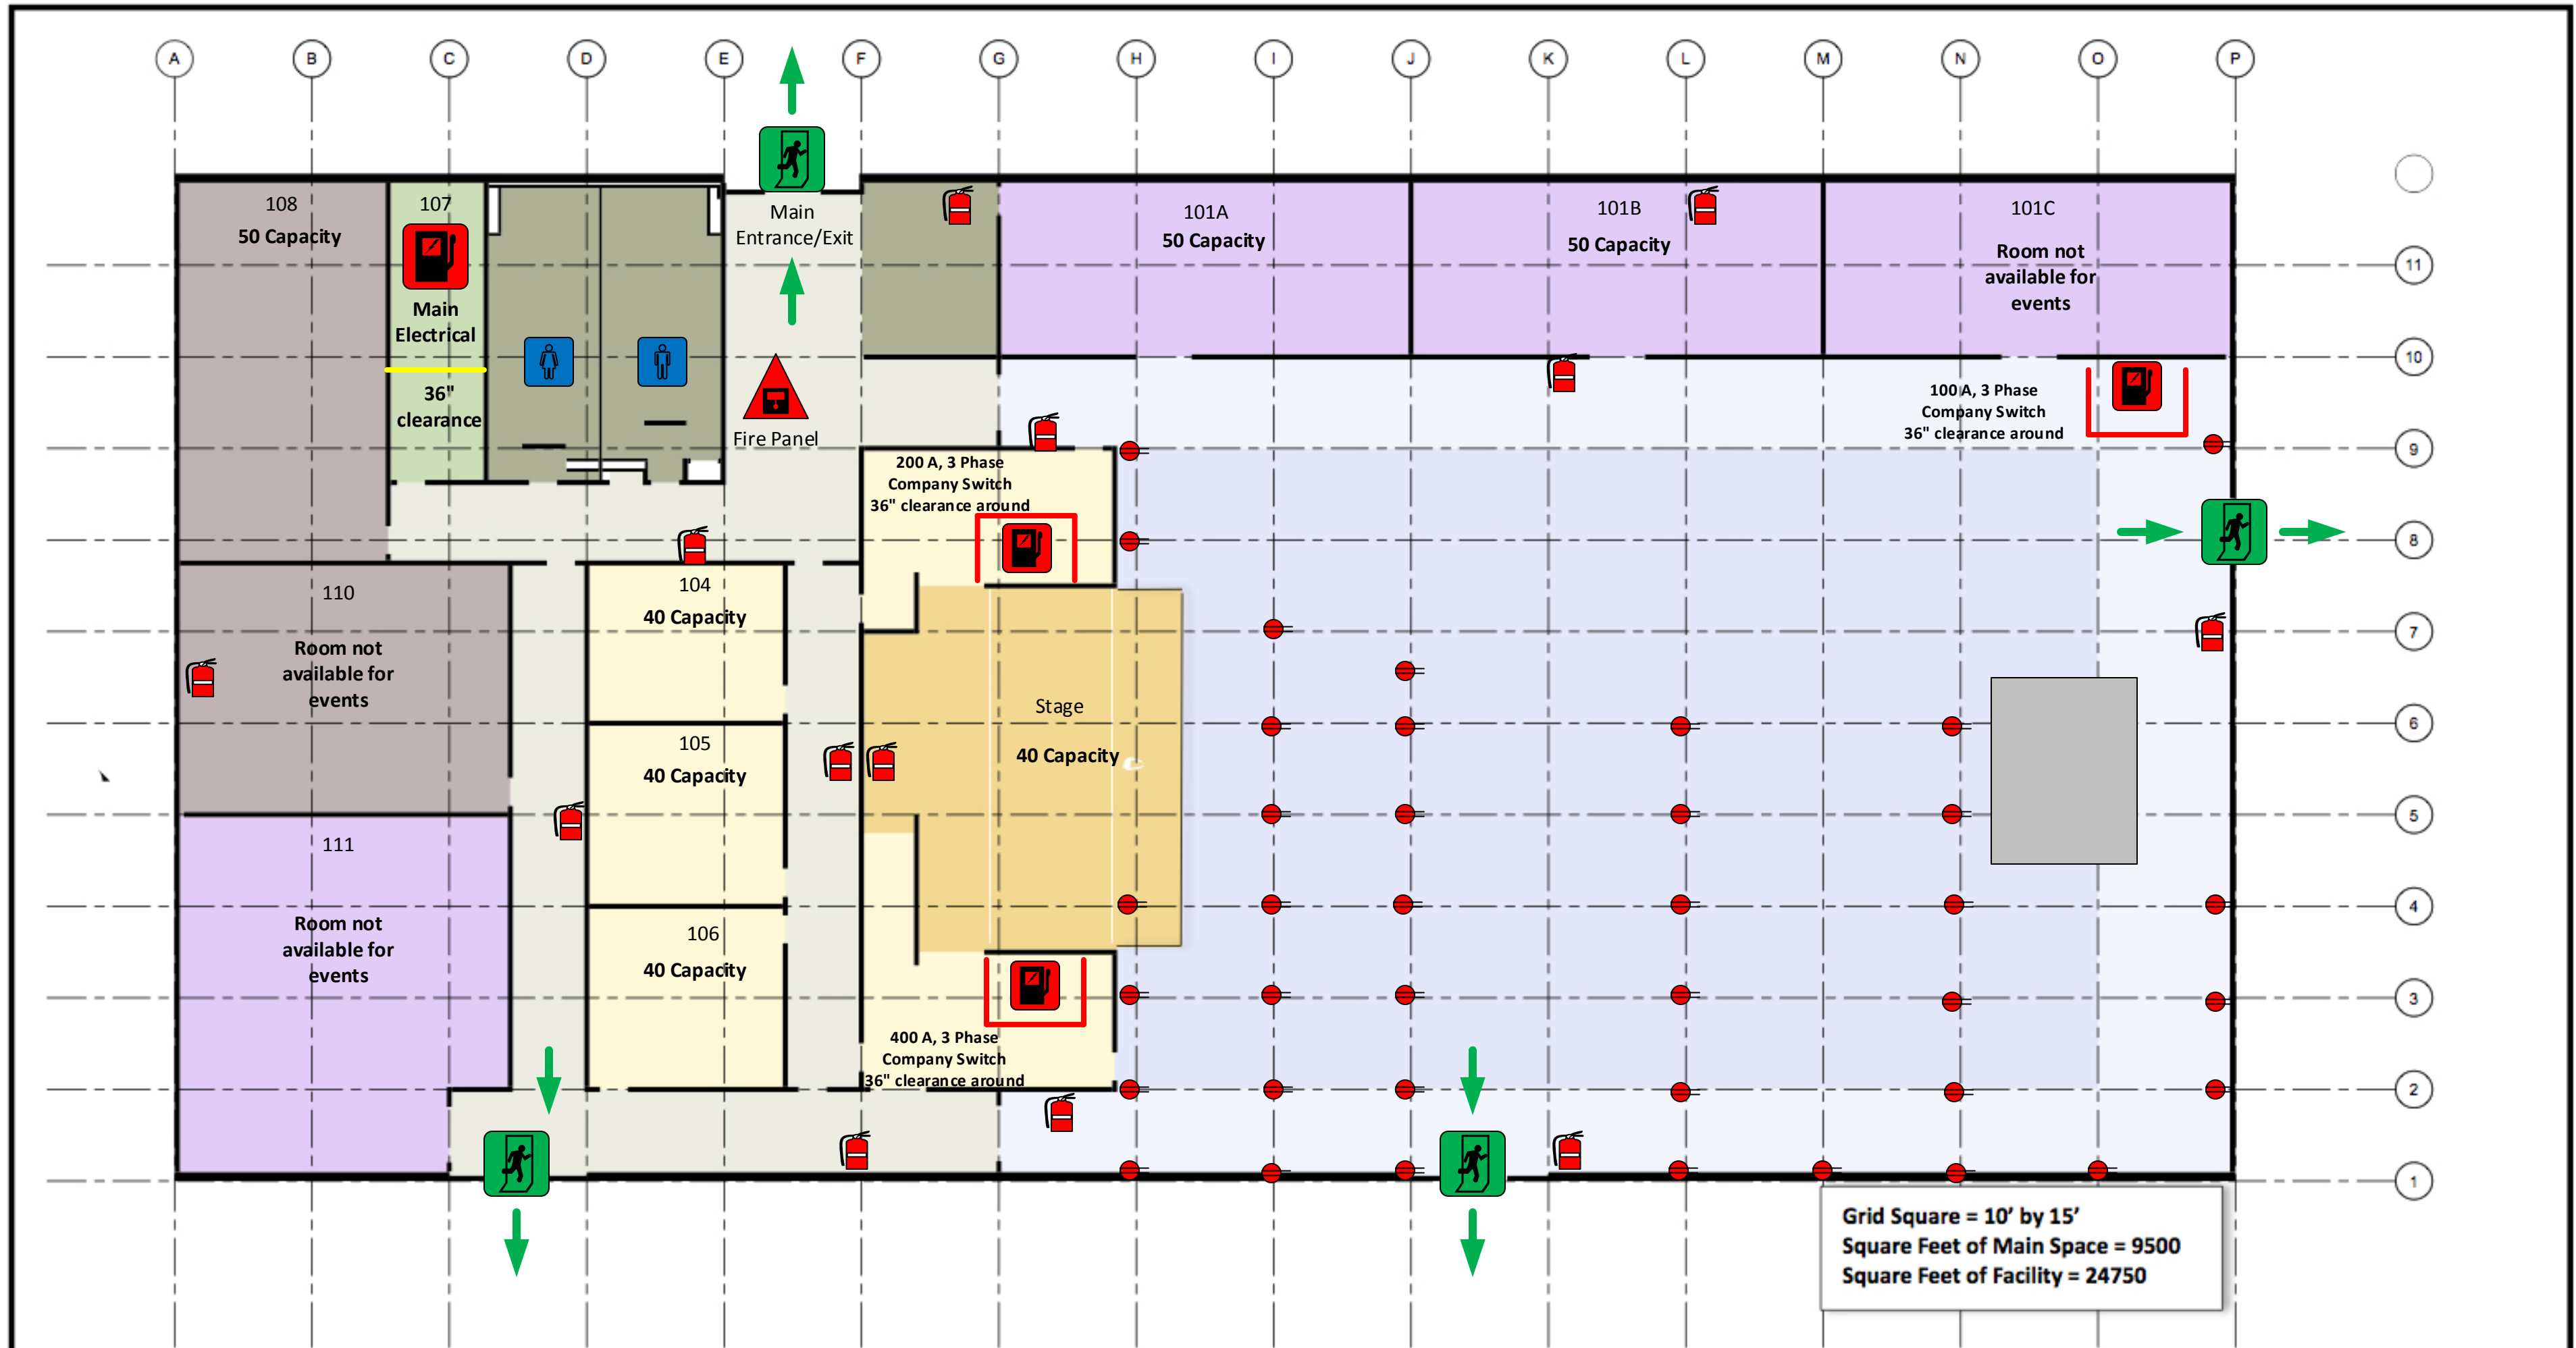 A
B
C
D
E
F
G
H
I
J
K
L
M
N
O
P
108
50 Capacity
107
Main
Electrical
36"
clearance
Main
Entrance/Exit
Fire Panel
101A
50 Capacity
101B
50 Capacity
101C
Room not
available for
events
11
10
9
8
7
6
5
4
3
2
1
100 A, 3 Phase
Company Switch
36" clearance around
200 A, 3 Phase
Company Switch
36" clearance around
110
Room not
available for
events
104
40 Capacity
105
40 Capacity
Stage
40 Capacity
111
Room not
available for
events
106
40 Capacity
400 A, 3 Phase
Company Switch
36" clearance around
Grid Square = 10’ by 15’
Square Feet of Main Space = 9500
Square Feet of Facility = 24750